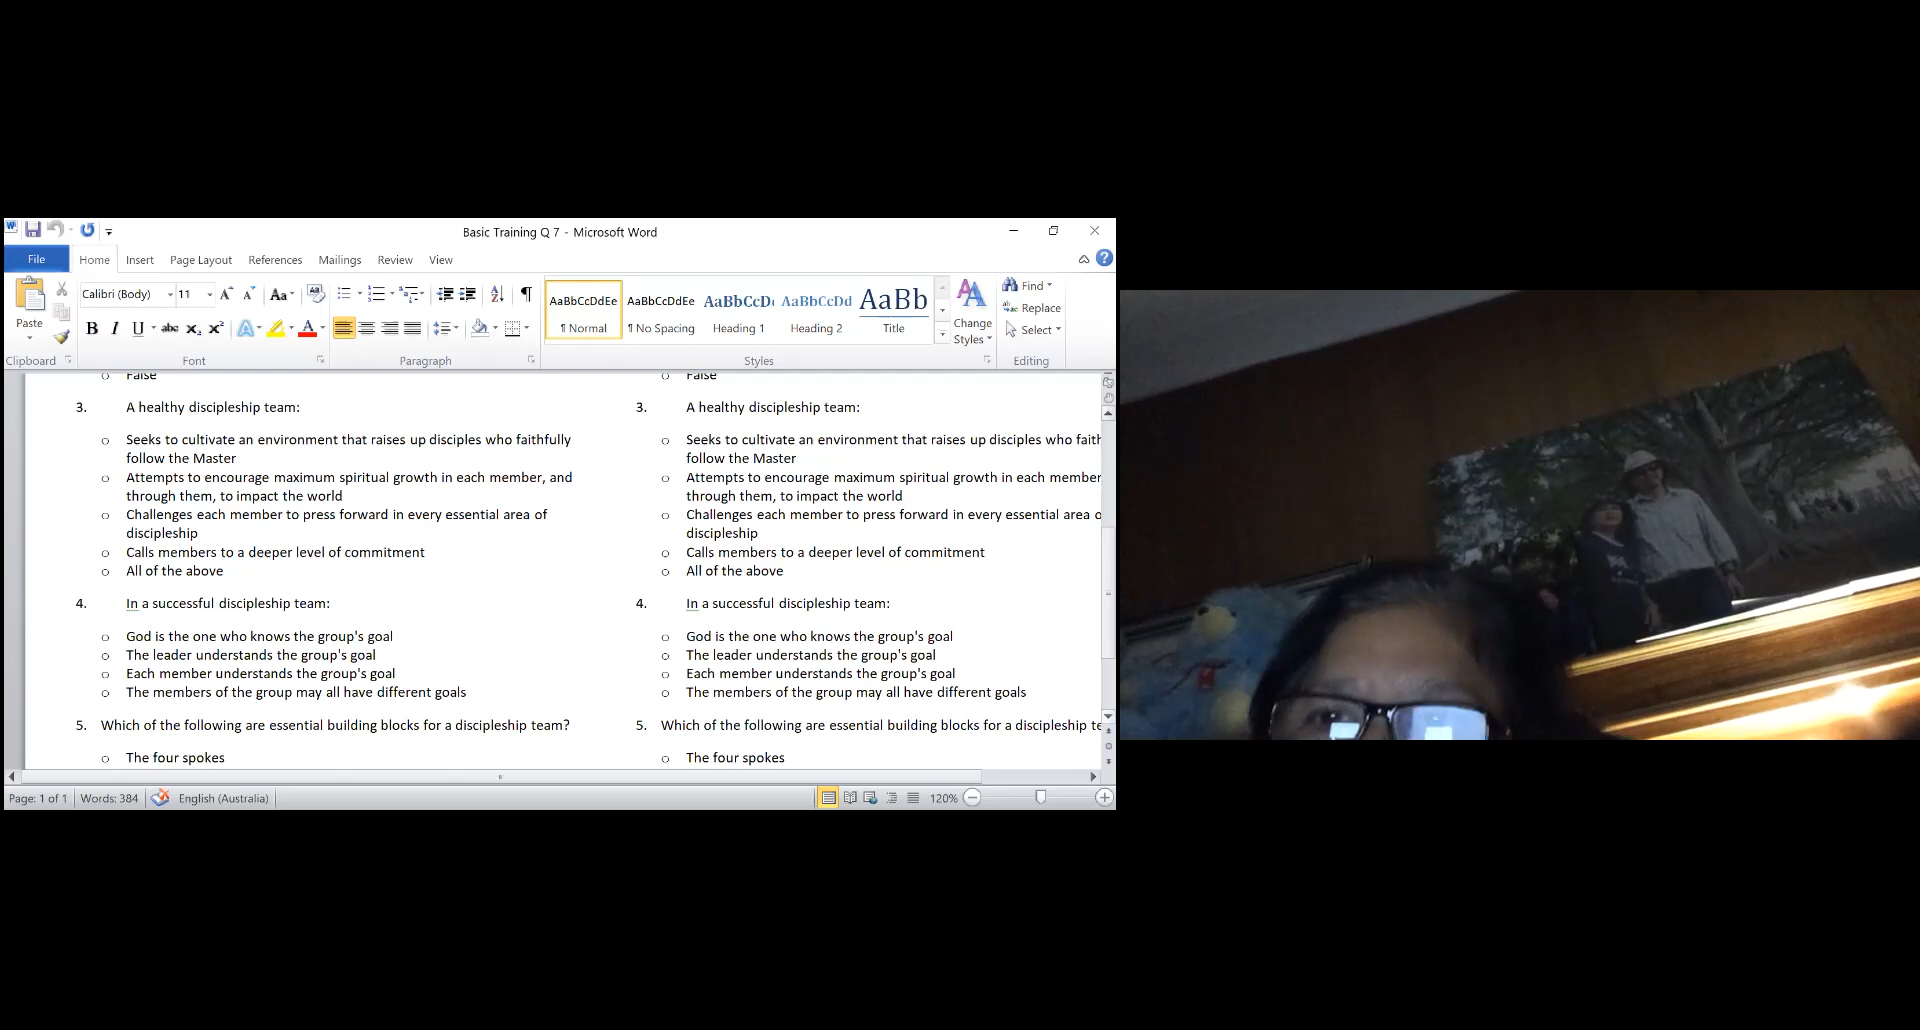 Basic Training Q 7 - Microsoft Word
File Home Insert Page Layout References Mailings Review View
Calibri (Body) 11 Aa
AaBbCcDdEe AaBbCcDdEe AaBbCcDd AaBbCcDd AaBb
Find
Replace
Select
Paste
B I U abc x₂ x² A A
¶ Normal ¶ No Spacing Heading 1 Heading 2 Title
Change
Styles
Clipboard Font Paragraph Styles Editing
False
3. A healthy discipleship team:
o Seeks to cultivate an environment that raises up disciples who faithfully
follow the Master
o Attempts to encourage maximum spiritual growth in each member, and
through them, to impact the world
o Challenges each member to press forward in every essential area of
discipleship
o Calls members to a deeper level of commitment
o All of the above
4. In a successful discipleship team:
o God is the one who knows the group's goal
o The leader understands the group's goal
o Each member understands the group's goal
o The members of the group may all have different goals
5. Which of the following are essential building blocks for a discipleship team?
o The four spokes
False
3. A healthy discipleship team:
o Seeks to cultivate an environment that raises up disciples who faith
follow the Master
o Attempts to encourage maximum spiritual growth in each member
through them, to impact the world
o Challenges each member to press forward in every essential area o
discipleship
o Calls members to a deeper level of commitment
o All of the above
4. In a successful discipleship team:
o God is the one who knows the group's goal
o The leader understands the group's goal
o Each member understands the group's goal
o The members of the group may all have different goals
5. Which of the following are essential building blocks for a discipleship te
o The four spokes
Page: 1 of 1 Words: 384 English (Australia) 120%